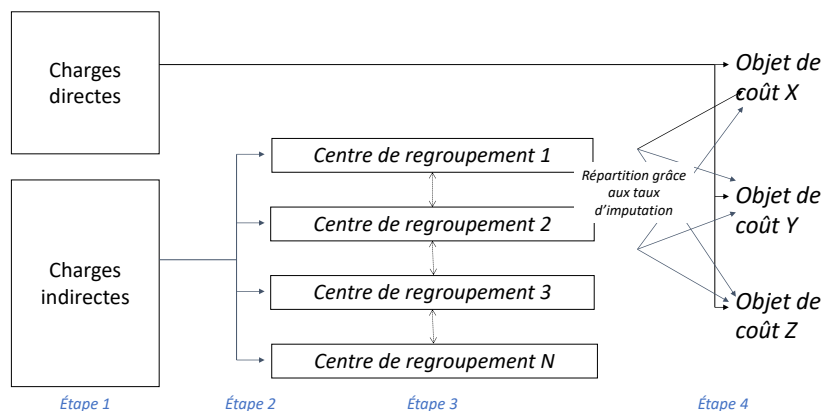 Charges
directes
Objet de
coût X
Centre de regroupement 1
Répartition grâce
aux taux
d’imputation
Centre de regroupement 2
Objet de
coût Y
Charges
indirectes
Centre de regroupement 3
Objet de
coût Z
Centre de regroupement N
Étape 1
Étape 2
Étape 3
Étape 4